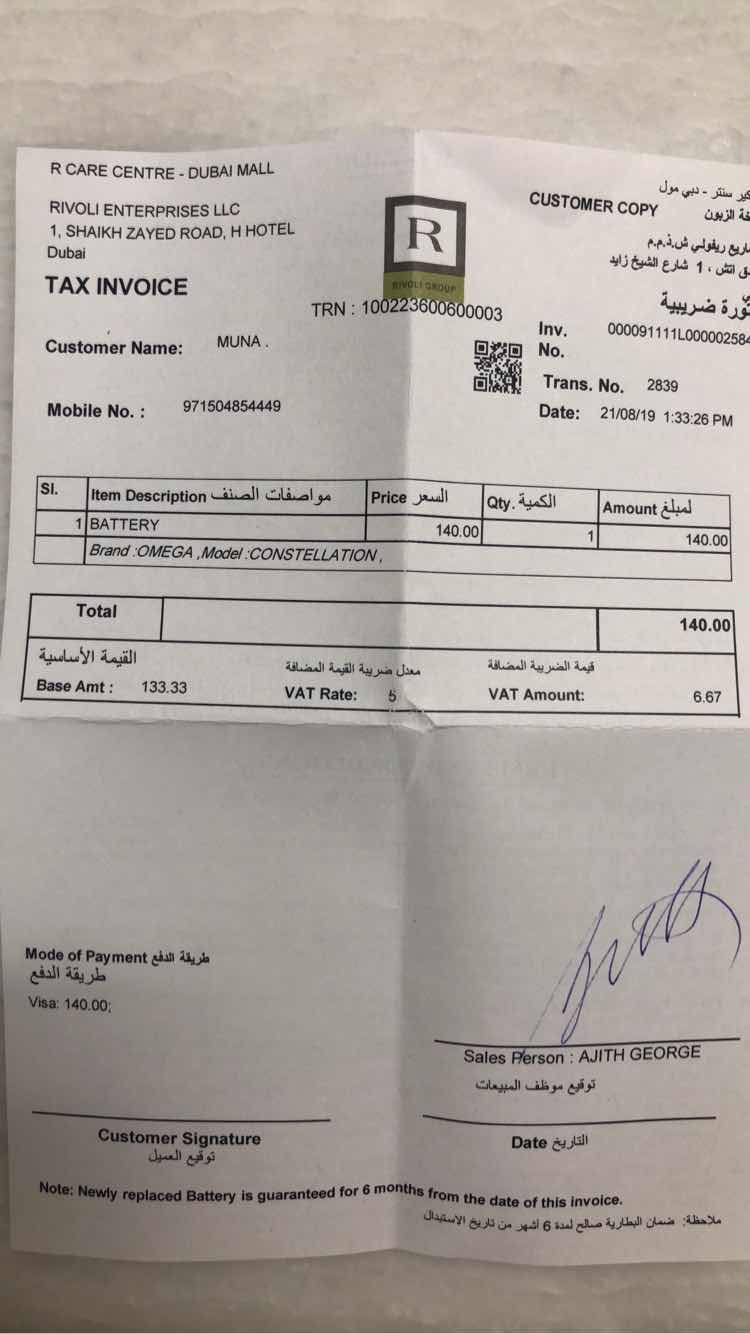 R CARE CENTRE - DUBAI MALL
كير سنتر - دبي مول
RIVOLI ENTERPRISES LLC
CUSTOMER COPY
الزبون
1, SHAIKH ZAYED ROAD, H HOTEL
ريفولي ش.ذ.م.م
Dubai
اتش ، 1 شارع الشيخ زايد
R
RIVOLI GROUP
TAX INVOICE
ضريبية
TRN : 100223600600003
Customer Name: MUNA .
Inv. No. 000091111L000002584
Trans. No. 2839
Mobile No. : 971504854449
Date: 21/08/19 1:33:26 PM
Sl. Item Description مواصفات الصنف Price السعر Qty. الكمية Amount لمبلغ
1 BATTERY 140.00 1 140.00
Brand :OMEGA ,Model :CONSTELLATION ,
Total 140.00
القيمة الأساسية معدل ضريبة القيمة المضافة قيمة الضريبة المضافة
Base Amt : 133.33 VAT Rate: 5 VAT Amount: 6.67
Mode of Payment طريقة الدفع
طريقة الدفع
Visa: 140.00;
Sales Person : AJITH GEORGE
توقيع موظف المبيعات
Customer Signature
توقيع العميل
Date التاريخ
Note: Newly replaced Battery is guaranteed for 6 months from the date of this invoice.
ملاحظة: ضمان البطارية صالح لمدة 6 أشهر من تاريخ الاستبدال